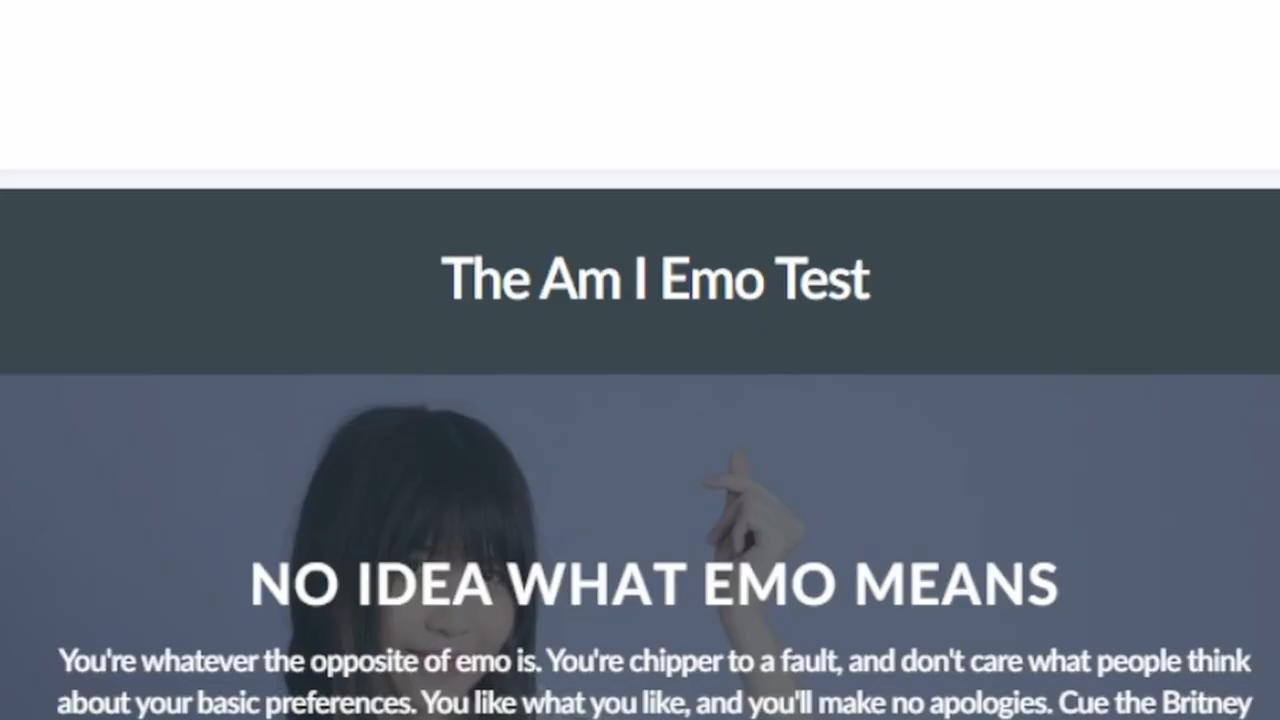 The Am I Emo Test
NO IDEA WHAT EMO MEANS
You're whatever the opposite of emo is. You're chipper to a fault, and don't care what people think
about your basic preferences. You like what you like, and you'll make no apologies. Cue the Britney